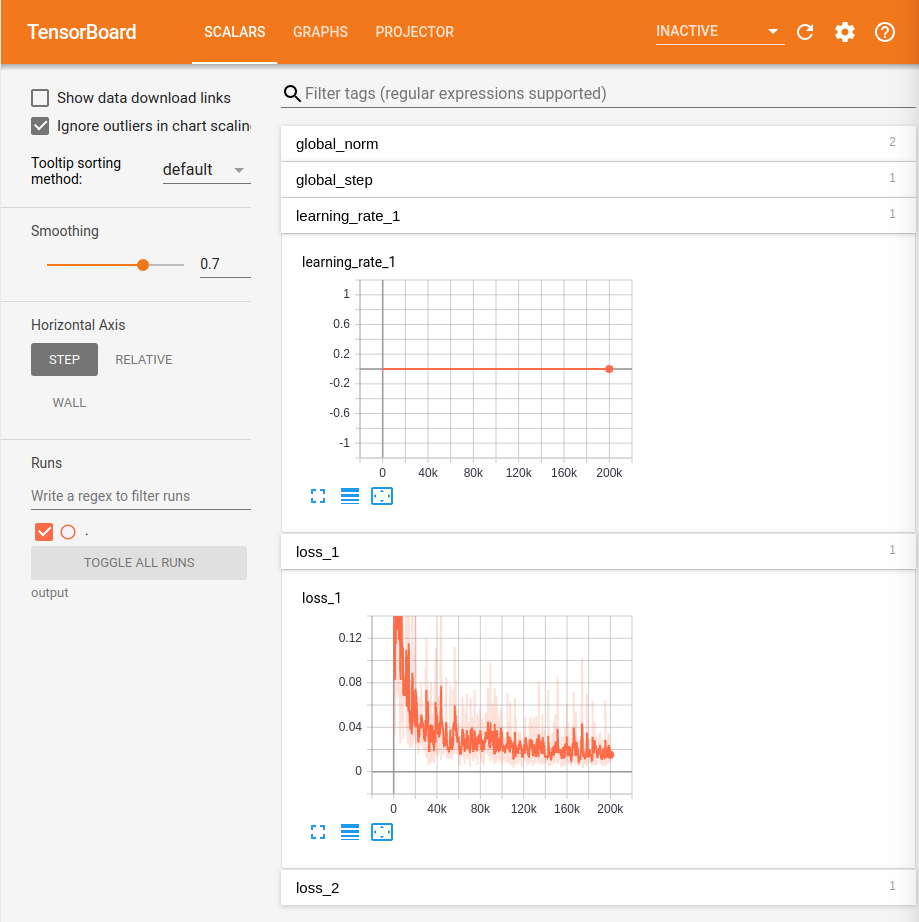 TensorBoard SCALARS GRAPHS PROJECTOR INACTIVE
Show data download links
Ignore outliers in chart scalin
Tooltip sorting
method:
default
Smoothing
0.7
Horizontal Axis
STEP RELATIVE
WALL
Runs
Write a regex to filter runs
.
TOGGLE ALL RUNS
output
Filter tags (regular expressions supported)
global_norm 2
global_step 1
learning_rate_1 1
learning_rate_1
1
0.6
0.2
-0.2
-0.6
-1
0 40k 80k 120k 160k 200k
loss_1 1
loss_1
0.12
0.08
0.04
0
0 40k 80k 120k 160k 200k
loss_2 1